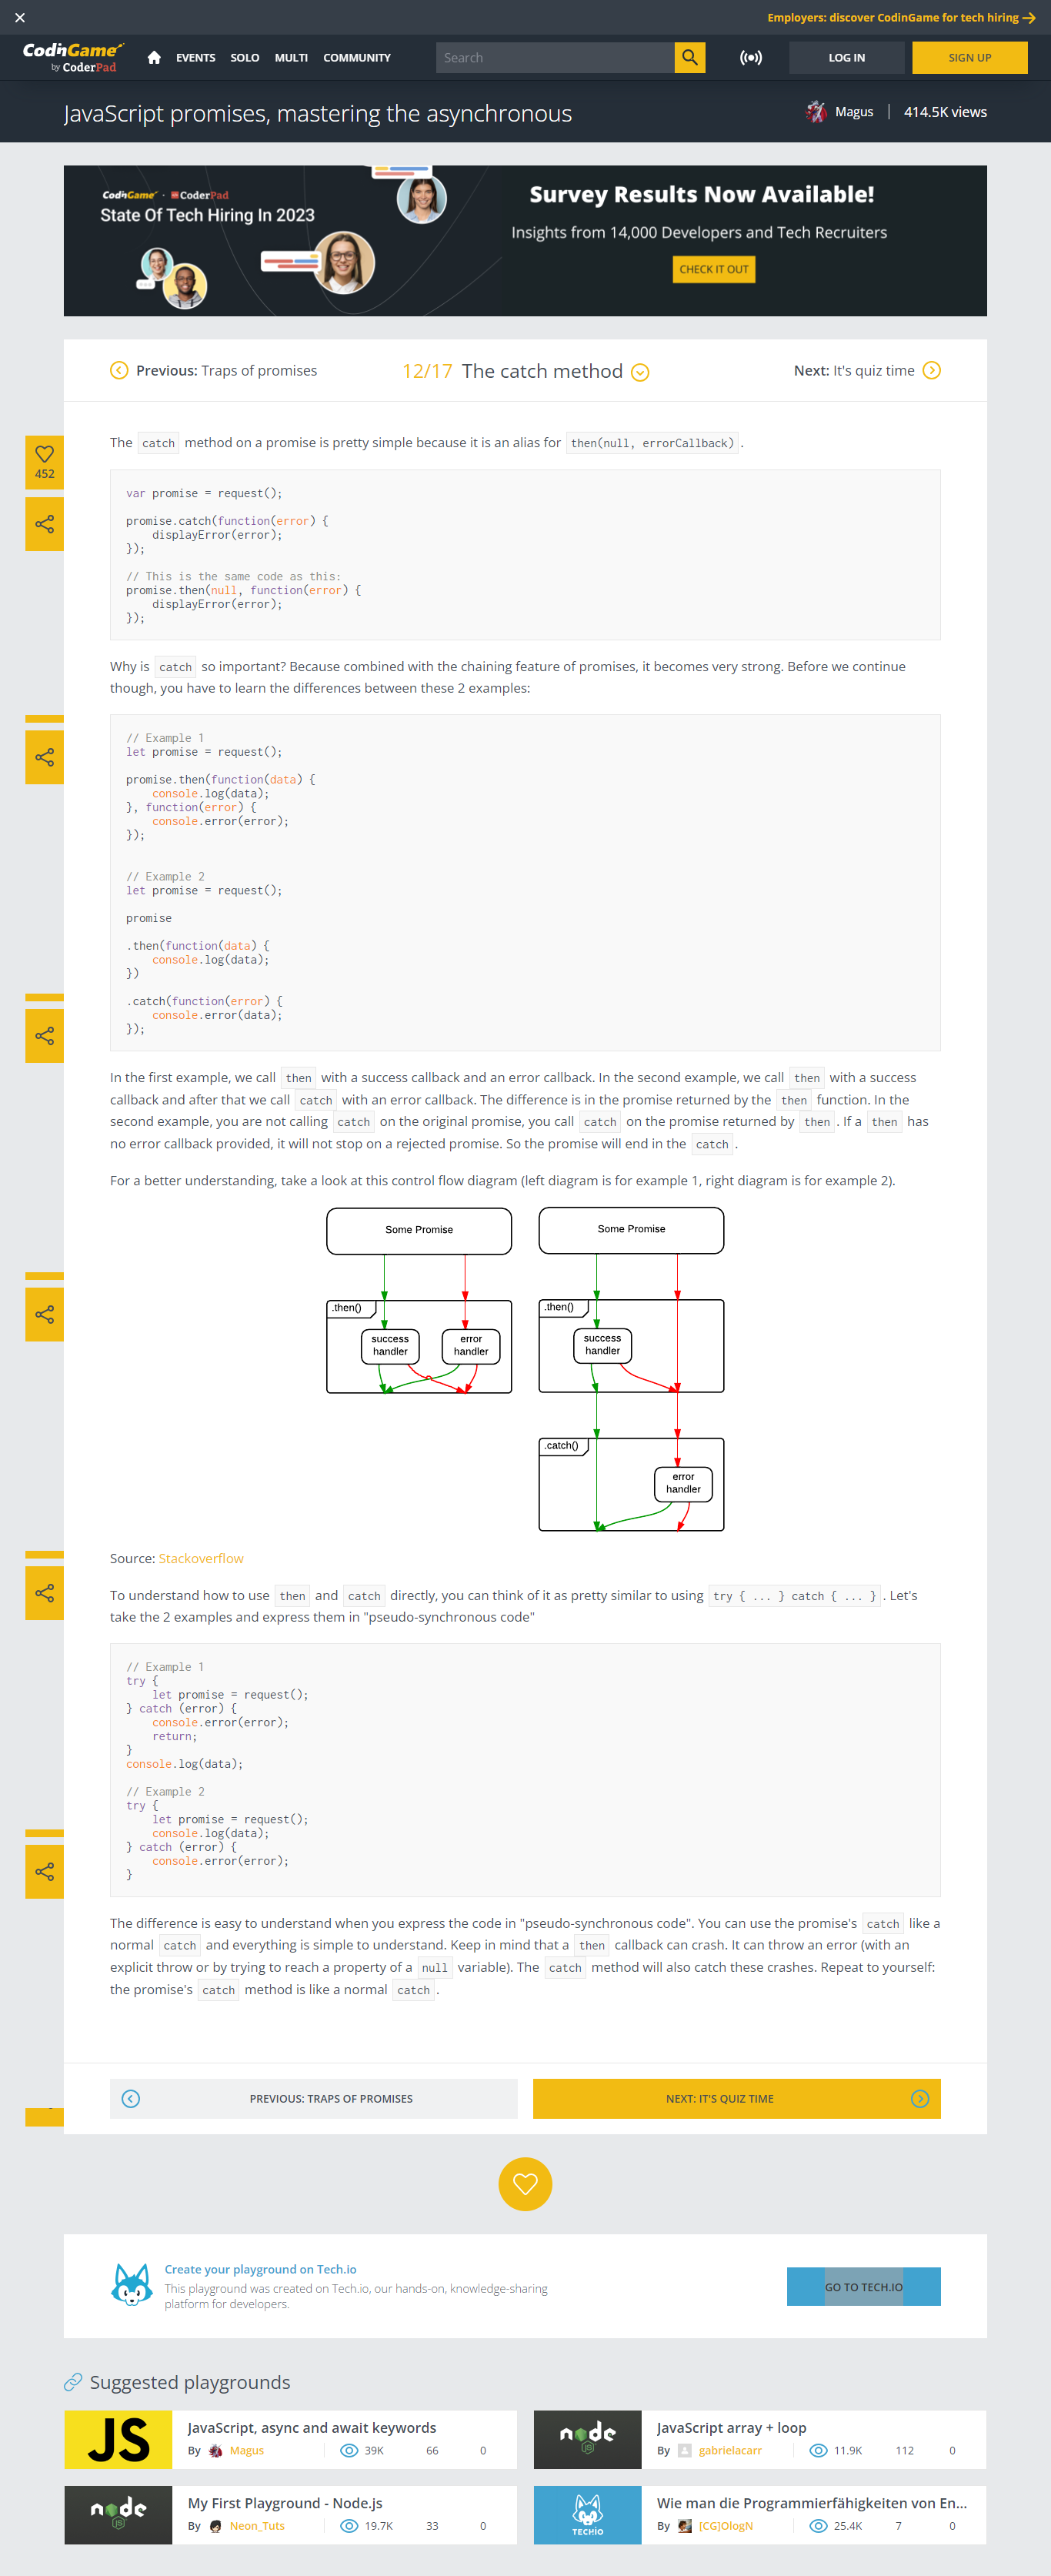 Employers: discover CodinGame for tech hiring
CodinGame
by CoderPad
EVENTS SOLO MULTI COMMUNITY
Search
LOG IN
SIGN UP
JavaScript promises, mastering the asynchronous
Magus
414.5K views
CodinGame · CoderPad
State Of Tech Hiring In 2023
Survey Results Now Available!
Insights from 14,000 Developers and Tech Recruiters
CHECK IT OUT
Previous: Traps of promises
12/17 The catch method
Next: It's quiz time
452
The catch method on a promise is pretty simple because it is an alias for then(null, errorCallback).
var promise = request();
promise.catch(function(error) {
displayError(error);
});
// This is the same code as this:
promise.then(null, function(error) {
displayError(error);
});
Why is catch so important? Because combined with the chaining feature of promises, it becomes very strong. Before we continue
though, you have to learn the differences between these 2 examples:
// Example 1
let promise = request();
promise.then(function(data) {
console.log(data);
}, function(error) {
console.error(error);
});
// Example 2
let promise = request();
promise
.then(function(data) {
console.log(data);
})
.catch(function(error) {
console.error(data);
});
In the first example, we call then with a success callback and an error callback. In the second example, we call then with a success
callback and after that we call catch with an error callback. The difference is in the promise returned by the then function. In the
second example, you are not calling catch on the original promise, you call catch on the promise returned by then. If a then has
no error callback provided, it will not stop on a rejected promise. So the promise will end in the catch.
For a better understanding, take a look at this control flow diagram (left diagram is for example 1, right diagram is for example 2).
Some Promise
.then()
success
handler
error
handler
Some Promise
.then()
success
handler
.catch()
error
handler
Source: Stackoverflow
To understand how to use then and catch directly, you can think of it as pretty similar to using try { ... } catch { ... }. Let's
take the 2 examples and express them in "pseudo-synchronous code"
// Example 1
try {
let promise = request();
} catch (error) {
console.error(error);
return;
}
console.log(data);
// Example 2
try {
let promise = request();
console.log(data);
} catch (error) {
console.error(error);
}
The difference is easy to understand when you express the code in "pseudo-synchronous code". You can use the promise's catch like a
normal catch and everything is simple to understand. Keep in mind that a then callback can crash. It can throw an error (with an
explicit throw or by trying to reach a property of a null variable). The catch method will also catch these crashes. Repeat to yourself:
the promise's catch method is like a normal catch.
PREVIOUS: TRAPS OF PROMISES
NEXT: IT'S QUIZ TIME
Create your playground on Tech.io
This playground was created on Tech.io, our hands-on, knowledge-sharing
platform for developers.
GO TO TECH.IO
Suggested playgrounds
JS
JavaScript, async and await keywords
By Magus 39K 66 0
node
JS
JavaScript array + loop
By gabrielacarr 11.9K 112 0
node
JS
My First Playground - Node.js
By Neon_Tuts 19.7K 33 0
TECHIO
Wie man die Programmierfähigkeiten von En...
By [CG]OlogN 25.4K 7 0